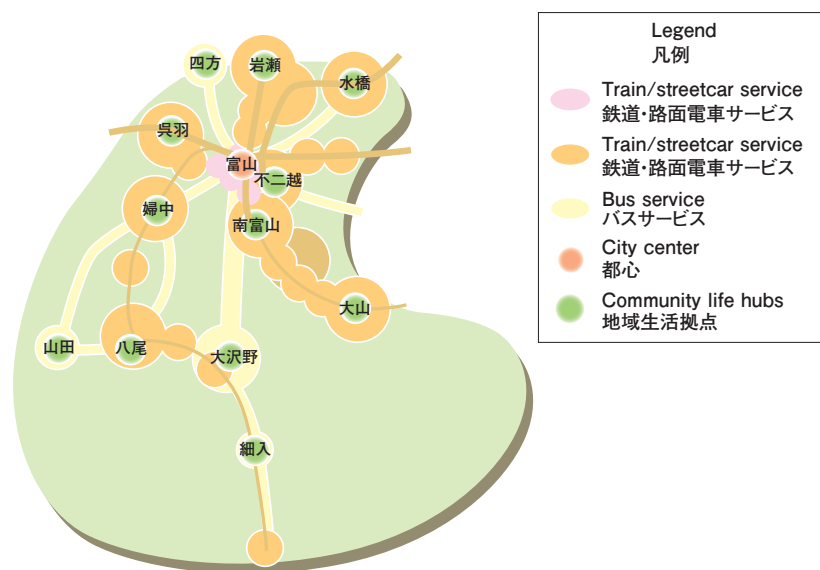 四方
岩瀬
水橋
呉羽
富山
不二越
婦中
南富山
大山
山田
八尾
大沢野
細入
Legend
凡例
Train/streetcar service
鉄道・路面電車サービス
Train/streetcar service
鉄道・路面電車サービス
Bus service
バスサービス
City center
都心
Community life hubs
地域生活拠点